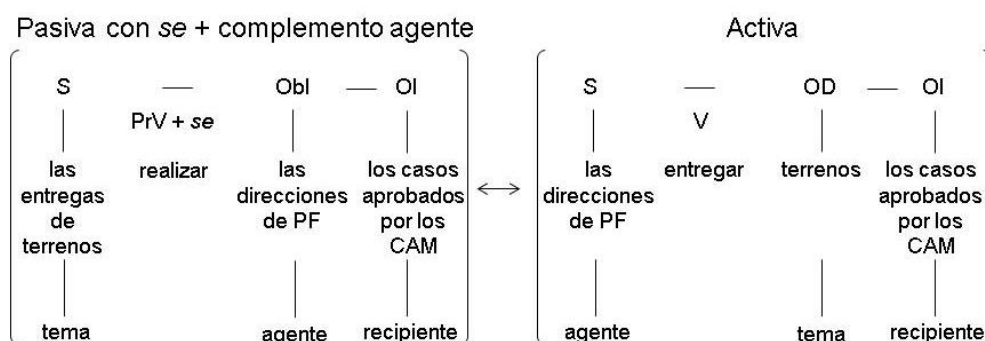 Pasiva con se + complemento agente Activa
S Obl OI S OD OI
PrV + se V
las realizar las los casos las entregar terrenos los casos
entregas direcciones aprobados direcciones aprobados
de de PF por los de PF por los
terrenos CAM CAM
tema agente recipiente agente tema recipiente